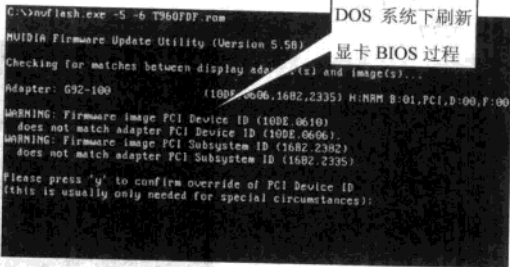 C:\>nvflash.exe -5 -6 T960FDF.rom
DOS 系统下刷新
显卡 BIOS 过程
NVIDIA Firmware Update Utility (Version 5.50)
Checking for matches between display ada (s) and image(s)...
Adapter: G92-100 (10DE,0606,1682,2335) H:NRM B:01,PCI,D:00,F:00
WARNING: Firmware image PCI Device ID (10DE.0610)
does not match adapter PCI Device ID (10DE.0606).
WARNING: Firmware image PCI Subsystem ID (1682.2382)
does not match adapter PCI Subsystem ID (1682.2335)
Please press 'y' to confirm override of PCI Device ID
(this is usually only needed for special circumstances):